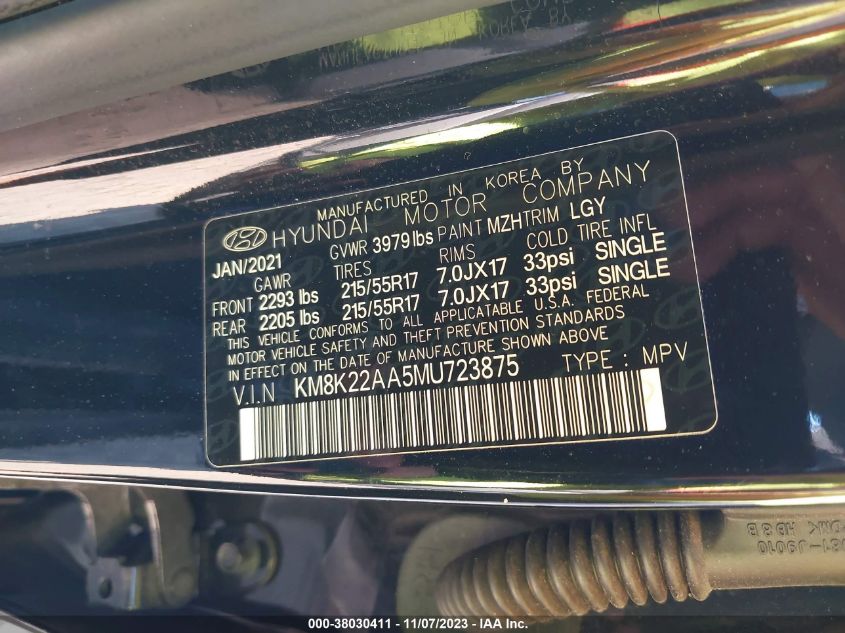 MANUFACTURED IN KOREA BY
HYUNDAI MOTOR COMPANY
JAN/2021 GVWR 3979 lbs PAINT MZH TRIM LGY
GAWR TIRES RIMS COLD TIRE INFL
FRONT 2293 lbs 215/55R17 7.0JX17 33psi SINGLE
REAR 2205 lbs 215/55R17 7.0JX17 33psi SINGLE
THIS VEHICLE CONFORMS TO ALL APPLICATABLE U.S.A. FEDERAL
MOTOR VEHICLE SAFETY AND THEFT PREVENTION STANDARDS
IN EFFECT ON THE DATE OF MANUFACTURE SHOWN ABOVE
V.I.N KM8K22AA5MU723875 TYPE : MPV
000-38030411 - 11/07/2023 - IAA Inc.